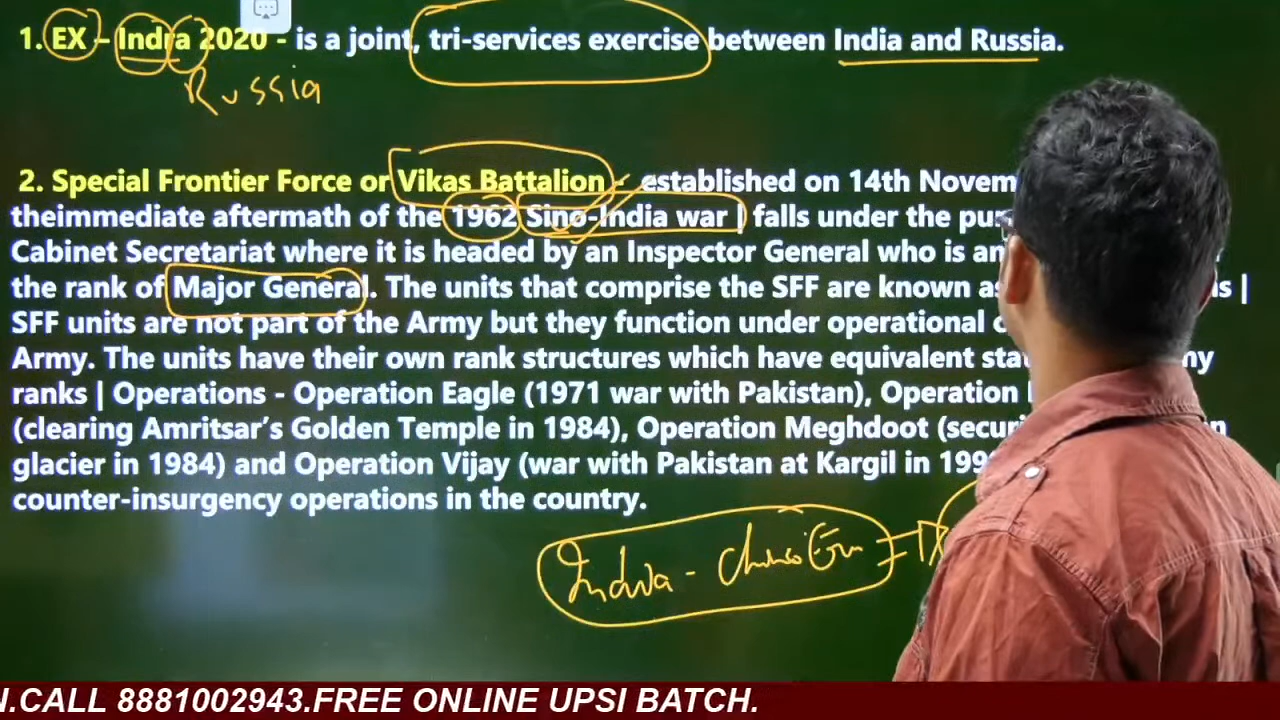 1. EX – Indra 2020 - is a joint, tri-services exercise between India and Russia.
Russia
2. Special Frontier Force or Vikas Battalion - established on 14th Novem
theimmediate aftermath of the 1962 Sino-India war | falls under the pu
Cabinet Secretariat where it is headed by an Inspector General who is an
the rank of Major General. The units that comprise the SFF are known as
SFF units are not part of the Army but they function under operational
Army. The units have their own rank structures which have equivalent sta
ranks | Operations - Operation Eagle (1971 war with Pakistan), Operation
(clearing Amritsar's Golden Temple in 1984), Operation Meghdoot (secur
glacier in 1984) and Operation Vijay (war with Pakistan at Kargil in 199
counter-insurgency operations in the country.
India -
N.CALL 8881002943.FREE ONLINE UPSI BATCH.